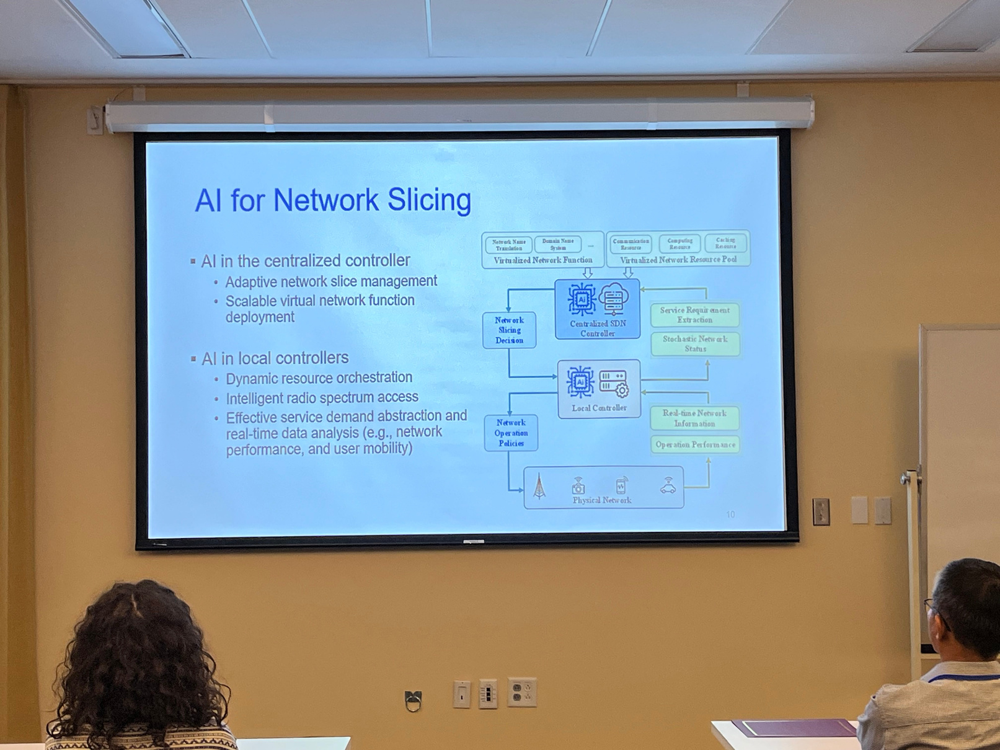 AI for Network Slicing
▪ AI in the centralized controller
• Adaptive network slice management
• Scalable virtual network function
deployment
▪ AI in local controllers
• Dynamic resource orchestration
• Intelligent radio spectrum access
• Effective service demand abstraction and
real-time data analysis (e.g., network
performance, and user mobility)
Network Name
Translation
Domain Name
System
...
Virtualized Network Function
Communication
Resource
Computing
Resource
Caching
Resource
Virtualized Network Resource Pool
Ai
Centralized SDN
Controller
Network
Slicing
Decision
Service Requirement
Extraction
Stochastic Network
Status
Ai
Local Controller
Network
Operation
Policies
Real-time Network
Information
Operation Performance
Physical Network
10